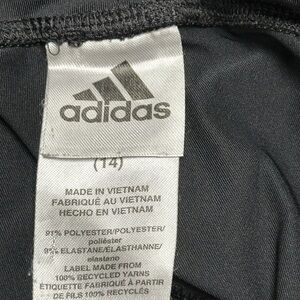 adidas
(14)
MADE IN VIETNAM
FABRIQUÉ AU VIETNAM
HECHO EN VIETNAM
91% POLYESTER/POLYESTER/
poliéster
9% ELASTANE/ÉLASTHANNE/
elastano
LABEL MADE FROM
100% RECYCLED YARNS
ÉTIQUETTE FABRIQUÉE À PARTIR
DE FILS 100% RECYCLÉS